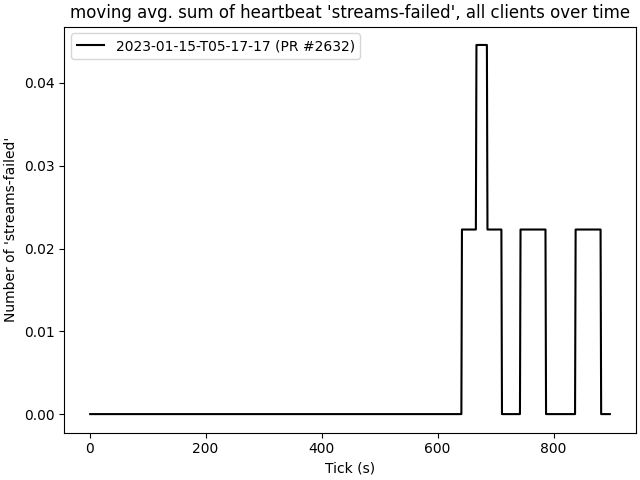 moving avg. sum of heartbeat 'streams-failed', all clients over time
2023-01-15-T05-17-17 (PR #2632)
Number of 'streams-failed'
0.04
0.03
0.02
0.01
0.00
0 200 400 600 800
Tick (s)